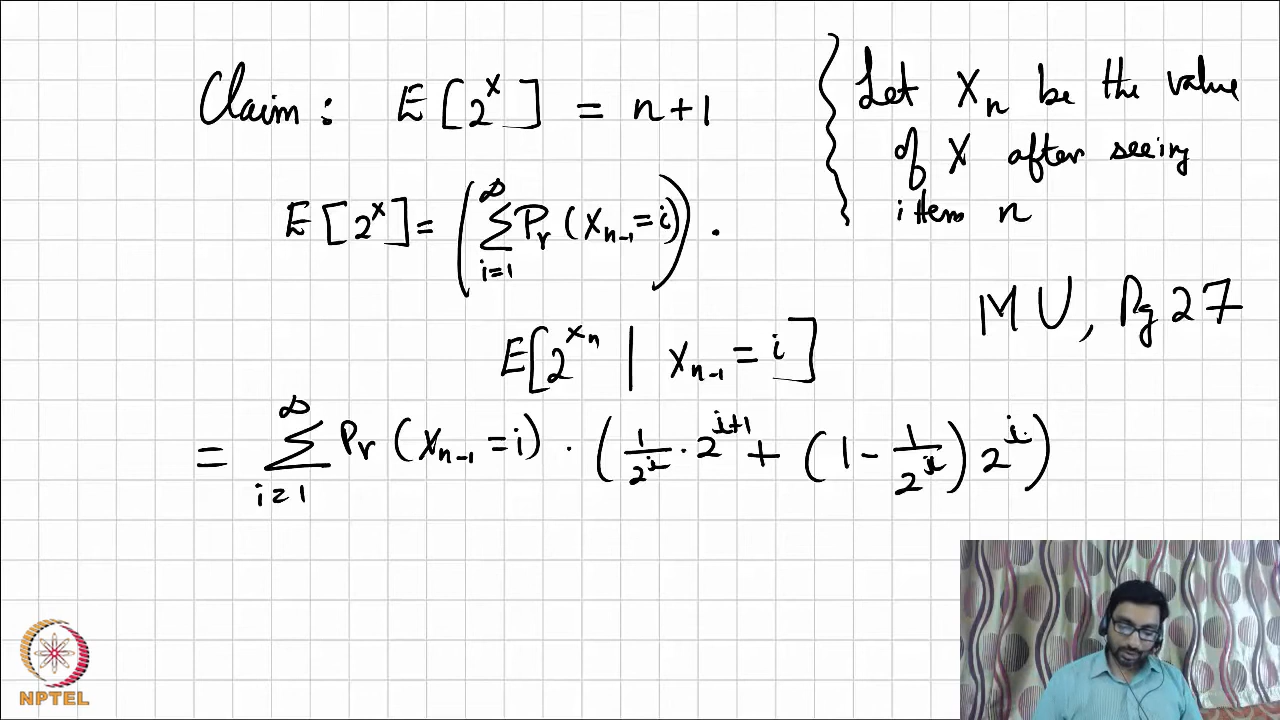 Claim : E[2^X] = n+1
Let X_n be the value
of X after seeing
item n
E[2^X] = (∑_{i=1}^{∞} Pr(X_{n-1} = i)) .
E[2^{X_n} | X_{n-1} = i]
MU, Pg 27
= ∑_{i=1}^{∞} Pr(X_{n-1} = i) · (1/2^i · 2^{i+1} + (1 - 1/2^i) 2^i)
NPTEL